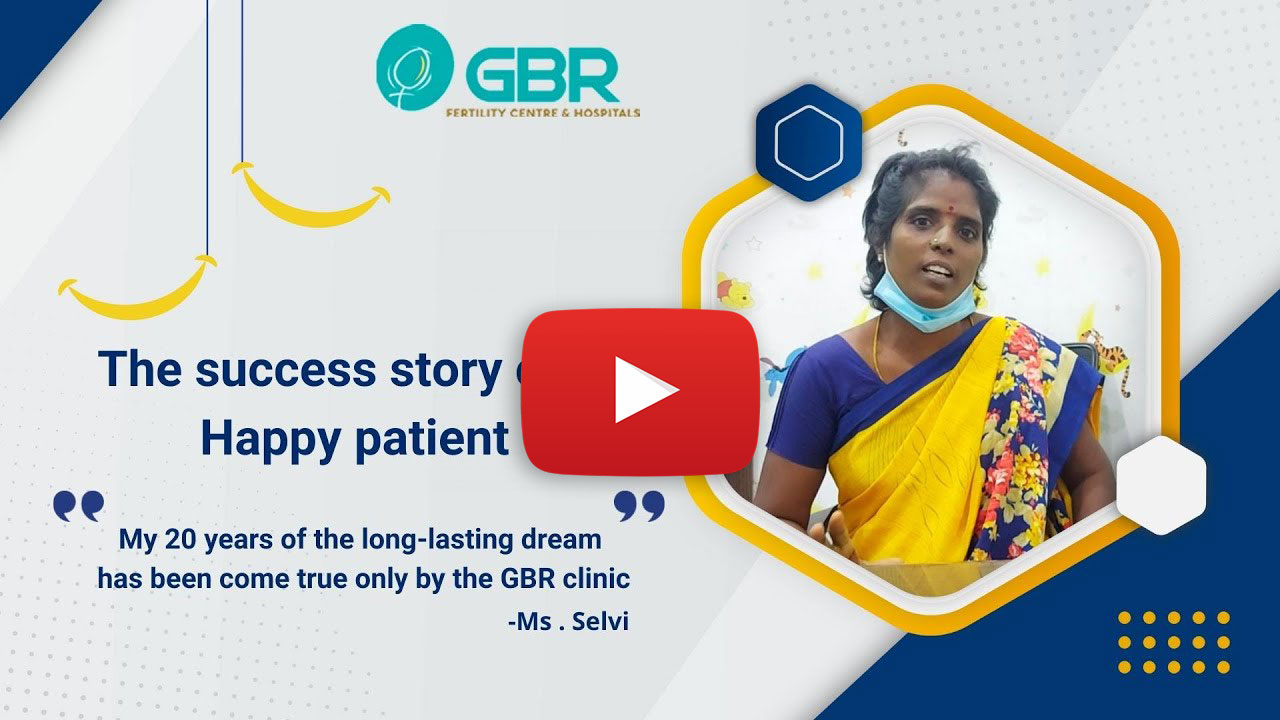 GBR
FERTILITY CENTRE & HOSPITALS
The success story
Happy patient
My 20 years of the long-lasting dream
has been come true only by the GBR clinic
-Ms . Selvi